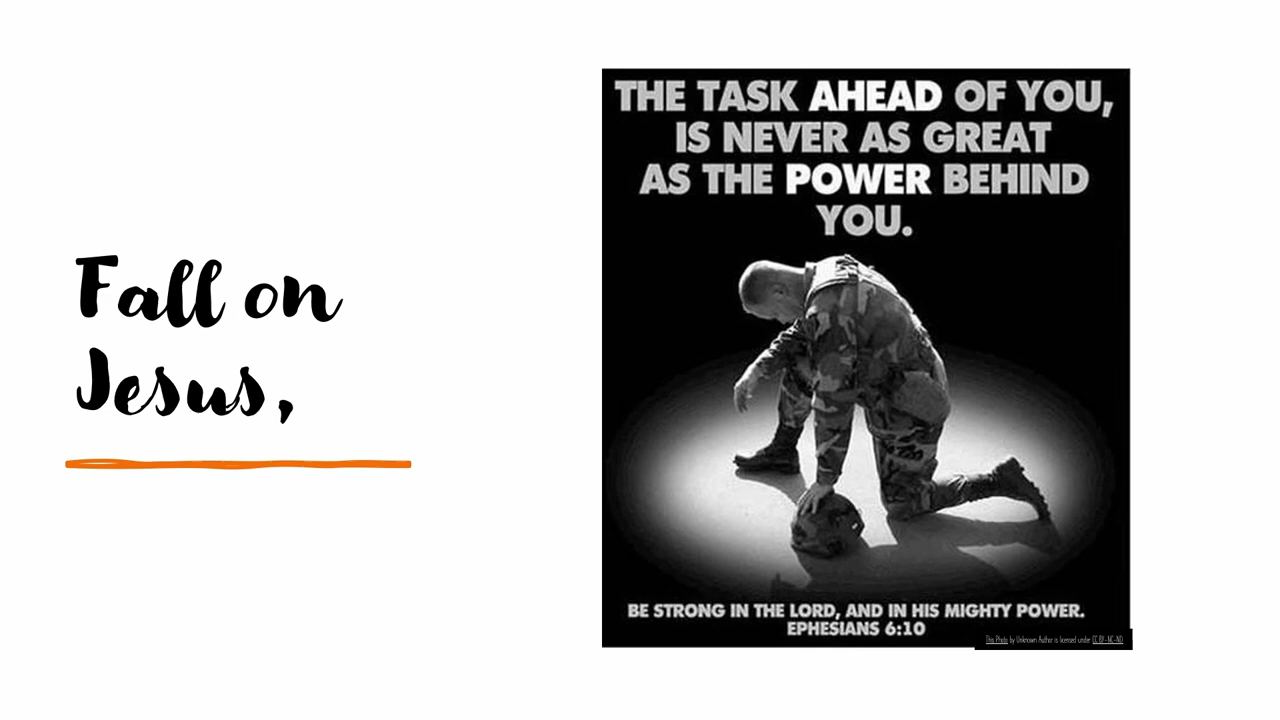 Fall on
Jesus,
THE TASK AHEAD OF YOU,
IS NEVER AS GREAT
AS THE POWER BEHIND
YOU.
BE STRONG IN THE LORD, AND IN HIS MIGHTY POWER.
EPHESIANS 6:10
This Photo by Unknown Author is licensed under CC BY-NC-ND